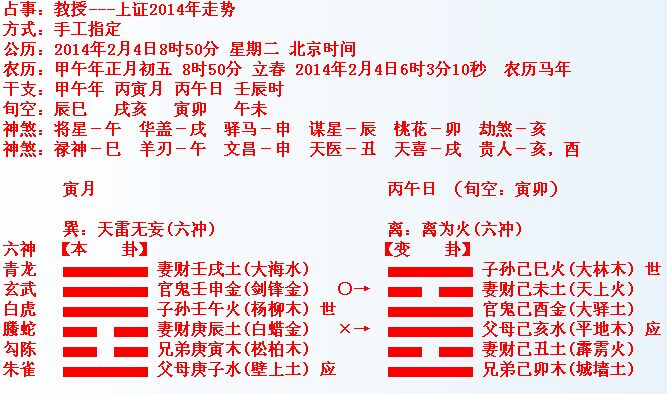 占事：教授---上证2014年走势
方式：手工指定
公历：2014年2月4日8时50分 星期二 北京时间
农历：甲午年正月初五 8时50分 立春 2014年2月4日6时3分10秒 农历马年
干支：甲午年 丙寅月 丙午日 壬辰时
旬空：辰巳 戌亥 寅卯 午未
神煞：将星－午 华盖－戌 驿马－申 谋星－辰 桃花－卯 劫煞－亥
神煞：禄神－巳 羊刃－午 文昌－申 天医－丑 天喜－戌 贵人－亥，酉
寅月 丙午日 （旬空：寅卯）
巽：天雷无妄(六冲) 离：离为火(六冲)
六神 【本 卦】 【变 卦】
青龙 妻财壬戌土(大海水) 子孙己巳火(大林木) 世
玄武 官鬼壬申金(剑锋金) 〇→ 妻财己未土(天上火)
白虎 子孙壬午火(杨柳木) 世 官鬼己酉金(大驿土)
螣蛇 妻财庚辰土(白蜡金) ×→ 父母己亥水(平地木) 应
勾陈 兄弟庚寅木(松柏木) 妻财己丑土(霹雳火)
朱雀 父母庚子水(壁上土) 应 兄弟己卯木(城墙土)